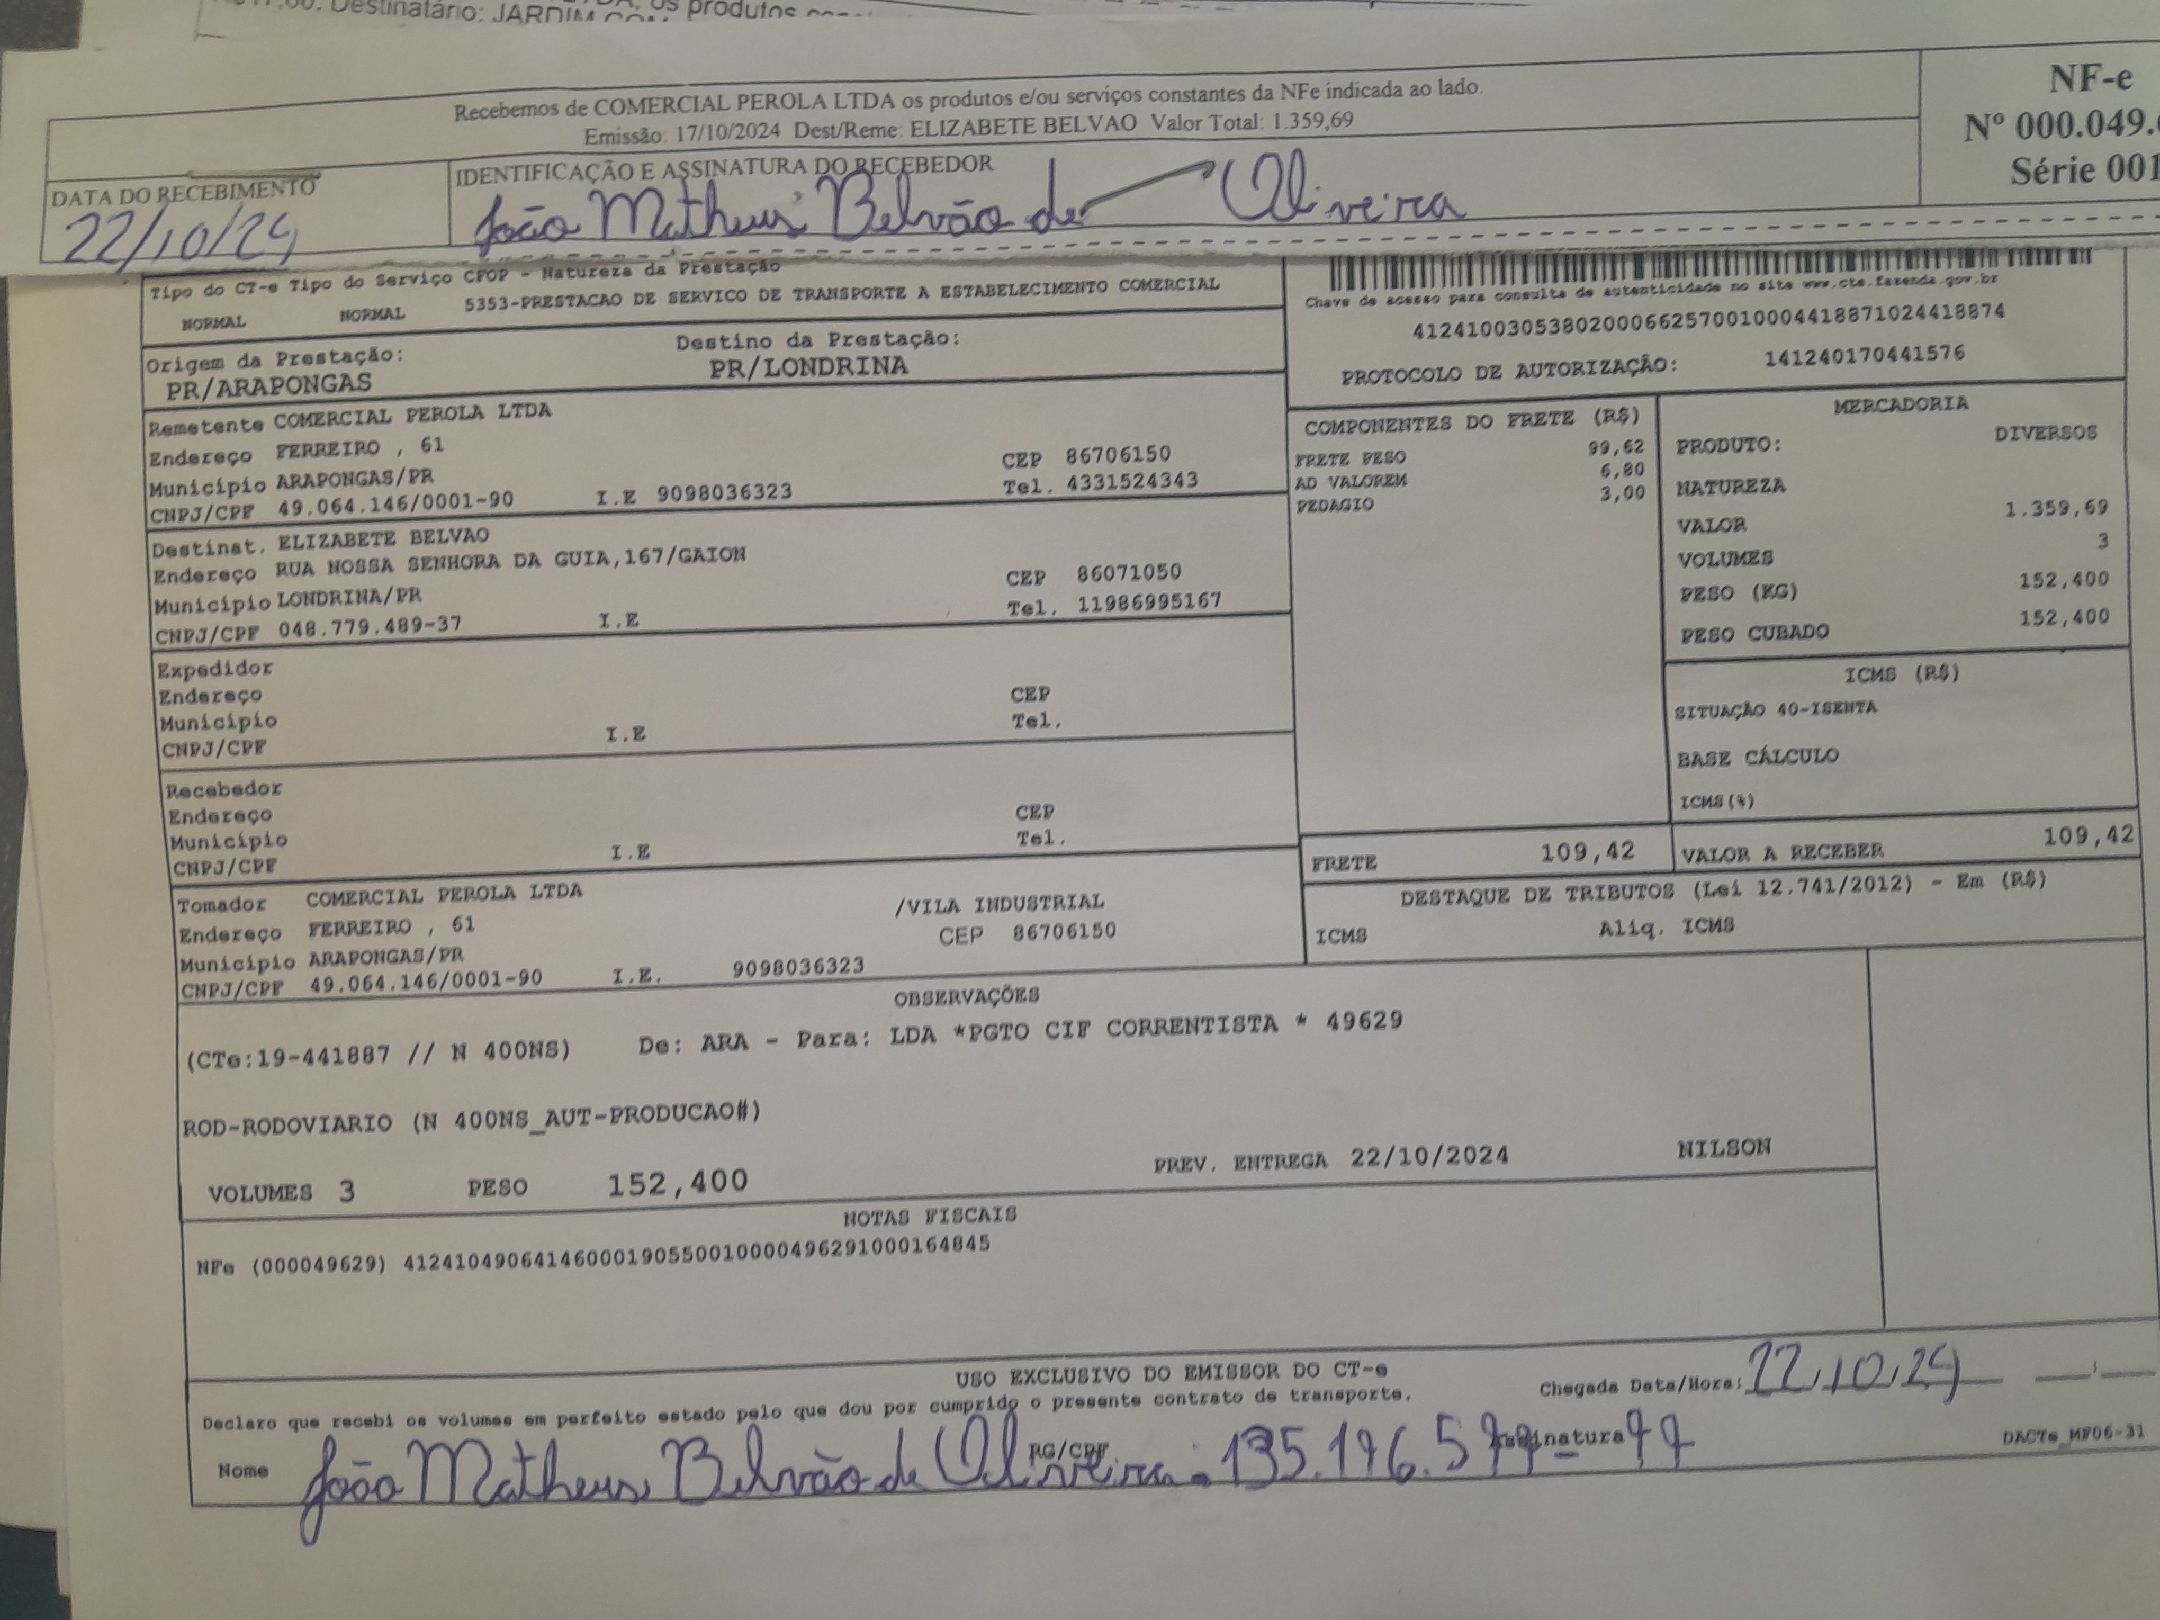 os produtos
Destinatário: JARDIM COM
Recebemos de COMERCIAL PEROLA LTDA os produtos e/ou serviços constantes da NFe indicada ao lado.
Emissão: 17/10/2024 Dest/Reme: ELIZABETE BELVAO Valor Total: 1.359,69
NF-e
Nº 000.049.
Série 001
DATA DO RECEBIMENTO
22/10/24
IDENTIFICAÇÃO E ASSINATURA DO RECEBEDOR
João Matheus Belvão de Oliveira
Tipo do CT-e Tipo do Serviço CFOP - Natureza da Prestação
NORMAL NORMAL 5353-PRESTACAO DE SERVICO DE TRANSPORTE A ESTABELECIMENTO COMERCIAL
Chave de acesso para consulta de autenticidade no site www.cte.fazenda.gov.br
41241003053802000662570010004418871024418874
PROTOCOLO DE AUTORIZAÇÃO: 141240170441576
Origem da Prestação: Destino da Prestação:
PR/ARAPONGAS PR/LONDRINA
Remetente COMERCIAL PEROLA LTDA
Endereço FERREIRO , 61 CEP 86706150
Município ARAPONGAS/PR Tel. 4331524343
CNPJ/CPF 49.064.146/0001-90 I.E 9098036323
Destinat. ELIZABETE BELVAO
Endereço RUA NOSSA SENHORA DA GUIA,167/GAION CEP 86071050
Município LONDRINA/PR Tel. 11986995167
CNPJ/CPF 048.779.489-37 I.E
Expedidor
Endereço CEP
Município Tel.
CNPJ/CPF I.E
Recebedor
Endereço CEP
Município Tel.
CNPJ/CPF I.E
Tomador COMERCIAL PEROLA LTDA /VILA INDUSTRIAL
Endereço FERREIRO , 61 CEP 86706150
Município ARAPONGAS/PR
CNPJ/CPF 49.064.146/0001-90 I.E. 9098036323
COMPONENTES DO FRETE (R$)
FRETE PESO 99,62
AD VALOREM 6,80
PEDAGIO 3,00
MERCADORIA
PRODUTO: DIVERSOS
NATUREZA
VALOR 1.359,69
VOLUMES 3
PESO (KG) 152,400
PESO CUBADO 152,400
ICMS (R$)
SITUAÇÃO 40-ISENTA
BASE CÁLCULO
ICMS(%)
FRETE 109,42 VALOR A RECEBER 109,42
DESTAQUE DE TRIBUTOS (Lei 12.741/2012) - Em (R$)
ICMS Aliq. ICMS
OBSERVAÇÕES
(CTe:19-441887 // N 400NS) De: ARA - Para: LDA *PGTO CIF CORRENTISTA * 49629
ROD-RODOVIARIO (N 400NS_AUT-PRODUCAO#)
VOLUMES 3 PESO 152,400 PREV. ENTREGA 22/10/2024 NILSON
NOTAS FISCAIS
NFe (000049629) 41241049064146000190550010000496291000164845
USO EXCLUSIVO DO EMISSOR DO CT-e
Declaro que recebi os volumes em perfeito estado pelo que dou por cumprido o presente contrato de transporte. Chegada Data/Hora: 22/10/24
Nome João Matheus Belvão de Oliveira RG/CPF 135.196.579-97 Assinatura DACTe_MF06-31